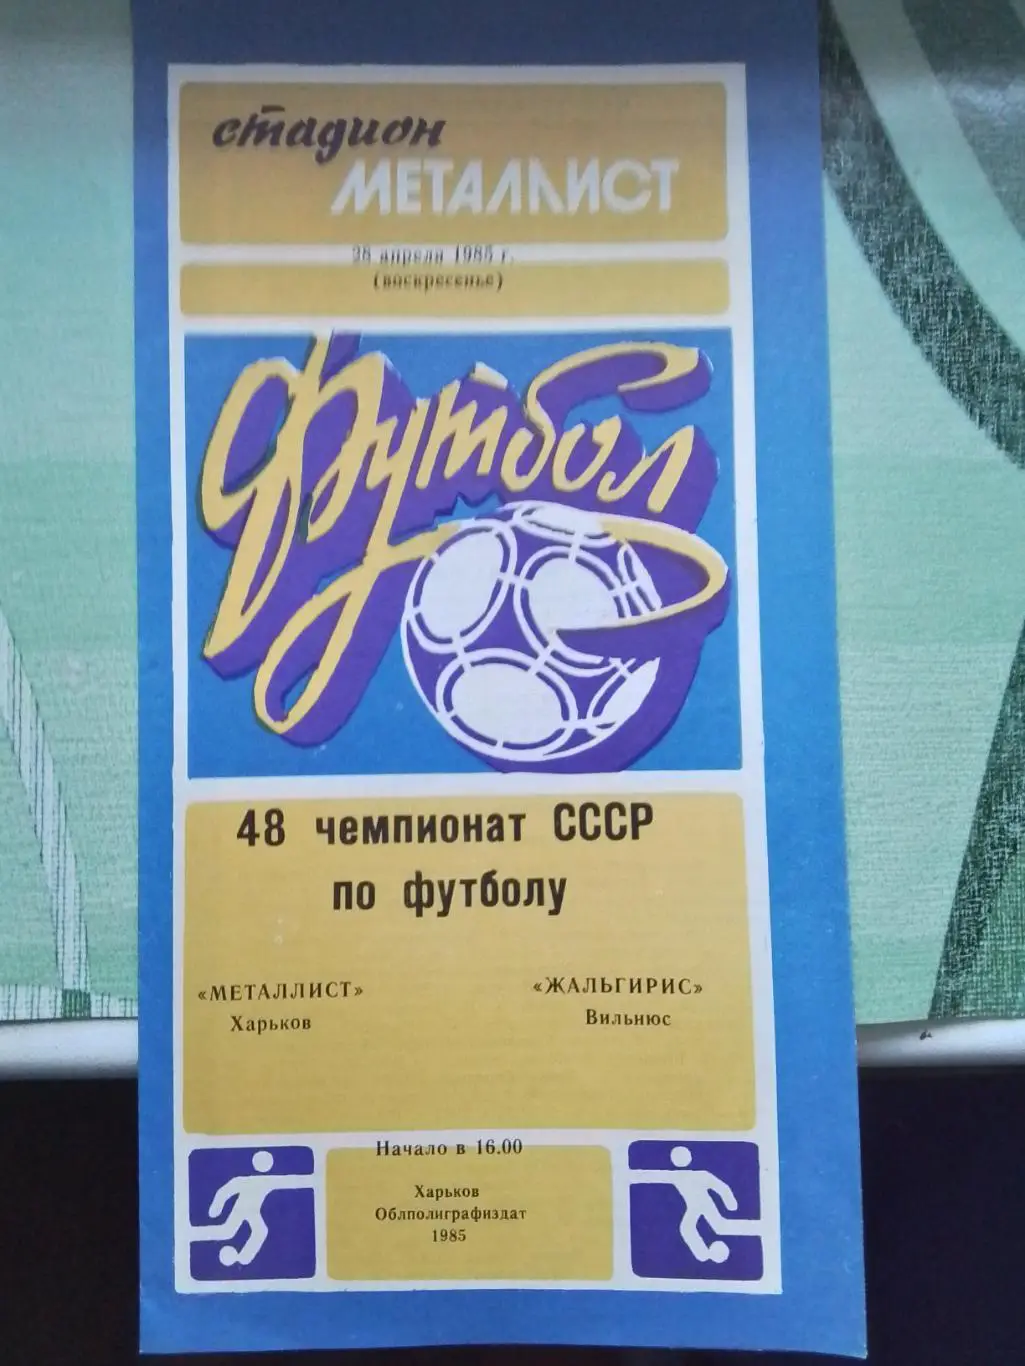 стадион
МЕТАЛЛИСТ
28 апреля 1985 г.
(воскресенье)
Футбол
48 чемпионат СССР
по футболу
«МЕТАЛЛИСТ» «ЖАЛЬГИРИС»
Харьков Вильнюс
Начало в 16.00
Харьков
Облполиграфиздат
1985